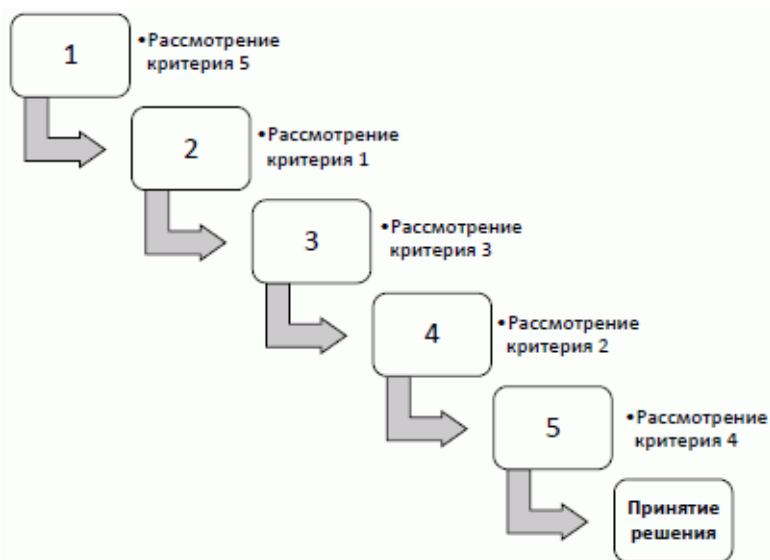 1
•Рассмотрение
критерия 5
2
•Рассмотрение
критерия 1
3
•Рассмотрение
критерия 3
4
•Рассмотрение
критерия 2
5
•Рассмотрение
критерия 4
Принятие
решения